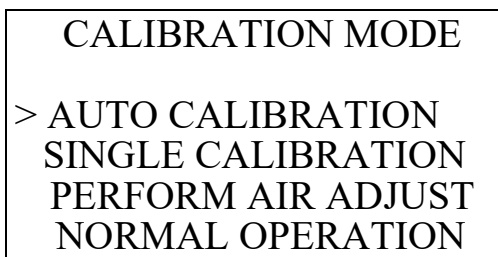 CALIBRATION MODE
> AUTO CALIBRATION
SINGLE CALIBRATION
PERFORM AIR ADJUST
NORMAL OPERATION